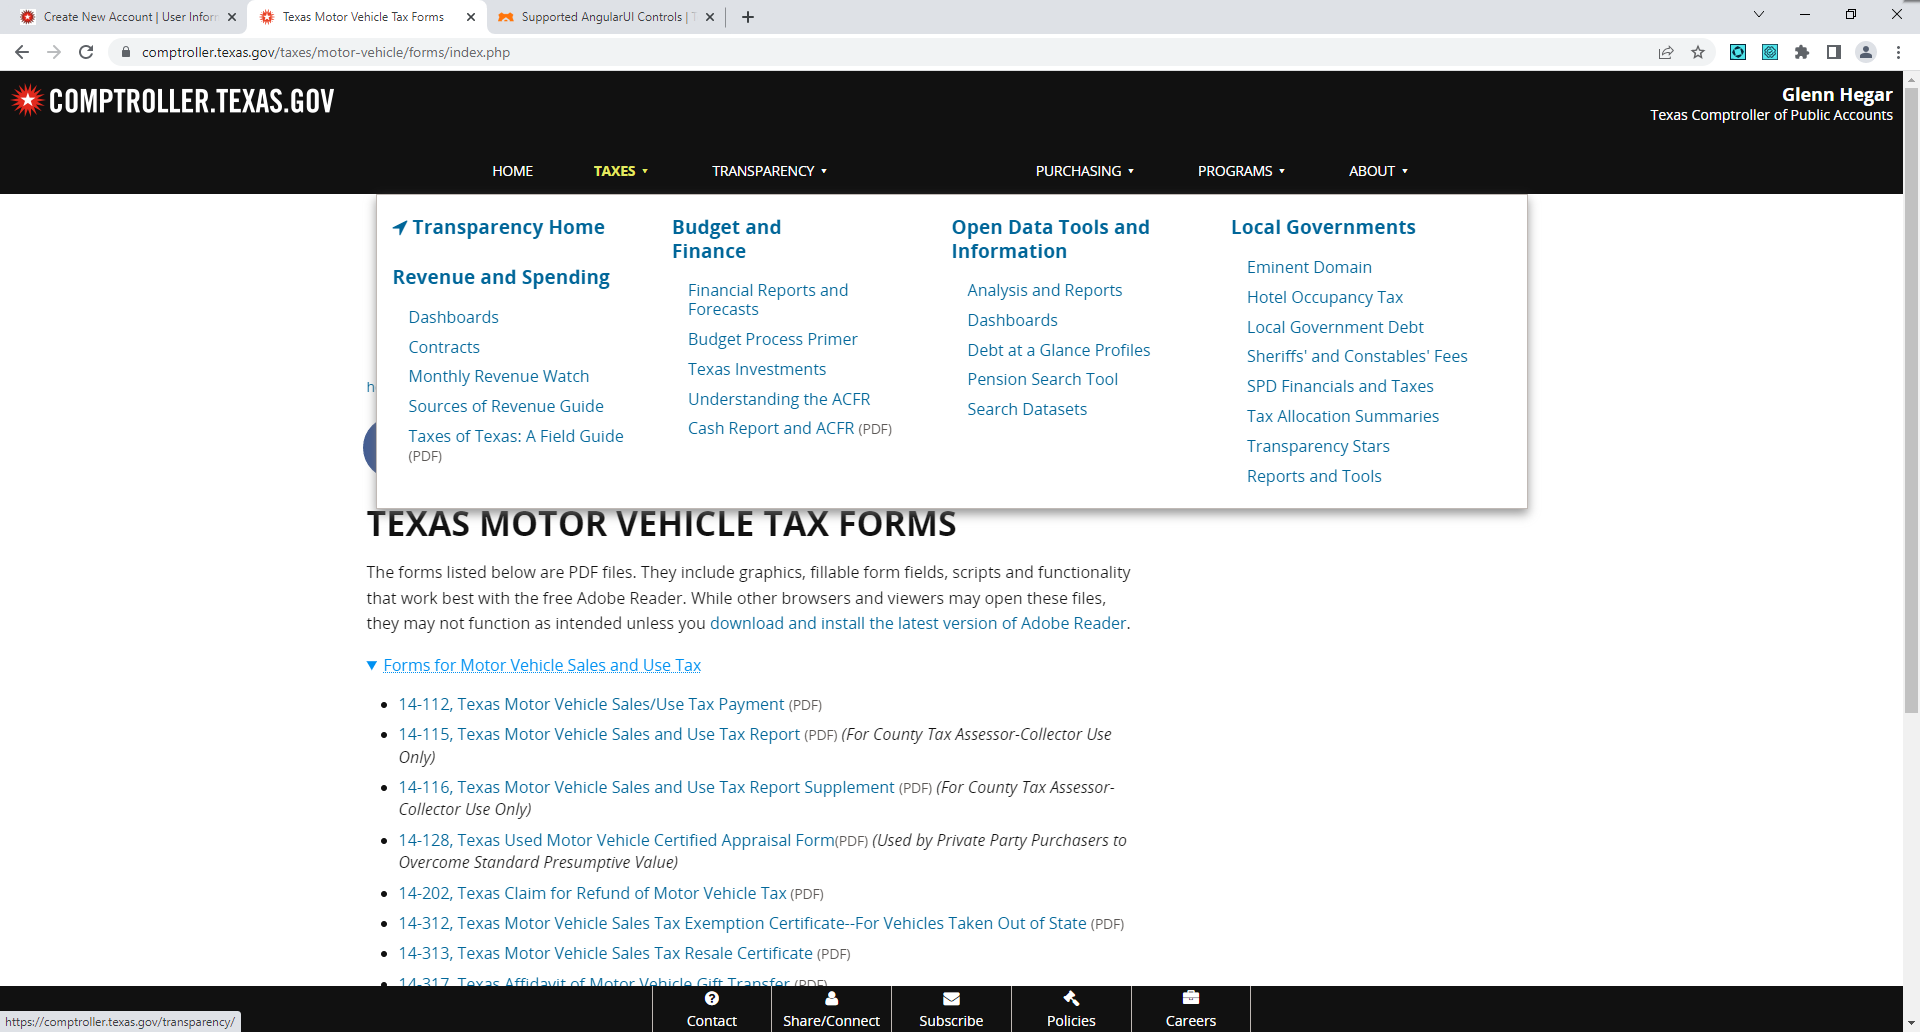 Create New Account | User Inform
Texas Motor Vehicle Tax Forms
Supported AngularUI Controls | T
comptroller.texas.gov/taxes/motor-vehicle/forms/index.php
COMPTROLLER.TEXAS.GOV
Glenn Hegar
Texas Comptroller of Public Accounts
HOME
TAXES
TRANSPARENCY
PURCHASING
PROGRAMS
ABOUT
Transparency Home
Revenue and Spending
Dashboards
Contracts
Monthly Revenue Watch
Sources of Revenue Guide
Taxes of Texas: A Field Guide
(PDF)
Budget and
Finance
Financial Reports and
Forecasts
Budget Process Primer
Texas Investments
Understanding the ACFR
Cash Report and ACFR (PDF)
Open Data Tools and
Information
Analysis and Reports
Dashboards
Debt at a Glance Profiles
Pension Search Tool
Search Datasets
Local Governments
Eminent Domain
Hotel Occupancy Tax
Local Government Debt
Sheriffs' and Constables' Fees
SPD Financials and Taxes
Tax Allocation Summaries
Transparency Stars
Reports and Tools
h
TEXAS MOTOR VEHICLE TAX FORMS
The forms listed below are PDF files. They include graphics, fillable form fields, scripts and functionality
that work best with the free Adobe Reader. While other browsers and viewers may open these files,
they may not function as intended unless you download and install the latest version of Adobe Reader.
Forms for Motor Vehicle Sales and Use Tax
14-112, Texas Motor Vehicle Sales/Use Tax Payment (PDF)
14-115, Texas Motor Vehicle Sales and Use Tax Report (PDF) (For County Tax Assessor-Collector Use
Only)
14-116, Texas Motor Vehicle Sales and Use Tax Report Supplement (PDF) (For County Tax Assessor-
Collector Use Only)
14-128, Texas Used Motor Vehicle Certified Appraisal Form(PDF) (Used by Private Party Purchasers to
Overcome Standard Presumptive Value)
14-202, Texas Claim for Refund of Motor Vehicle Tax (PDF)
14-312, Texas Motor Vehicle Sales Tax Exemption Certificate--For Vehicles Taken Out of State (PDF)
14-313, Texas Motor Vehicle Sales Tax Resale Certificate (PDF)
14-317, Texas Affidavit of Motor Vehicle Gift Transfer (PDF)
Contact
Share/Connect
Subscribe
Policies
Careers
https://comptroller.texas.gov/transparency/